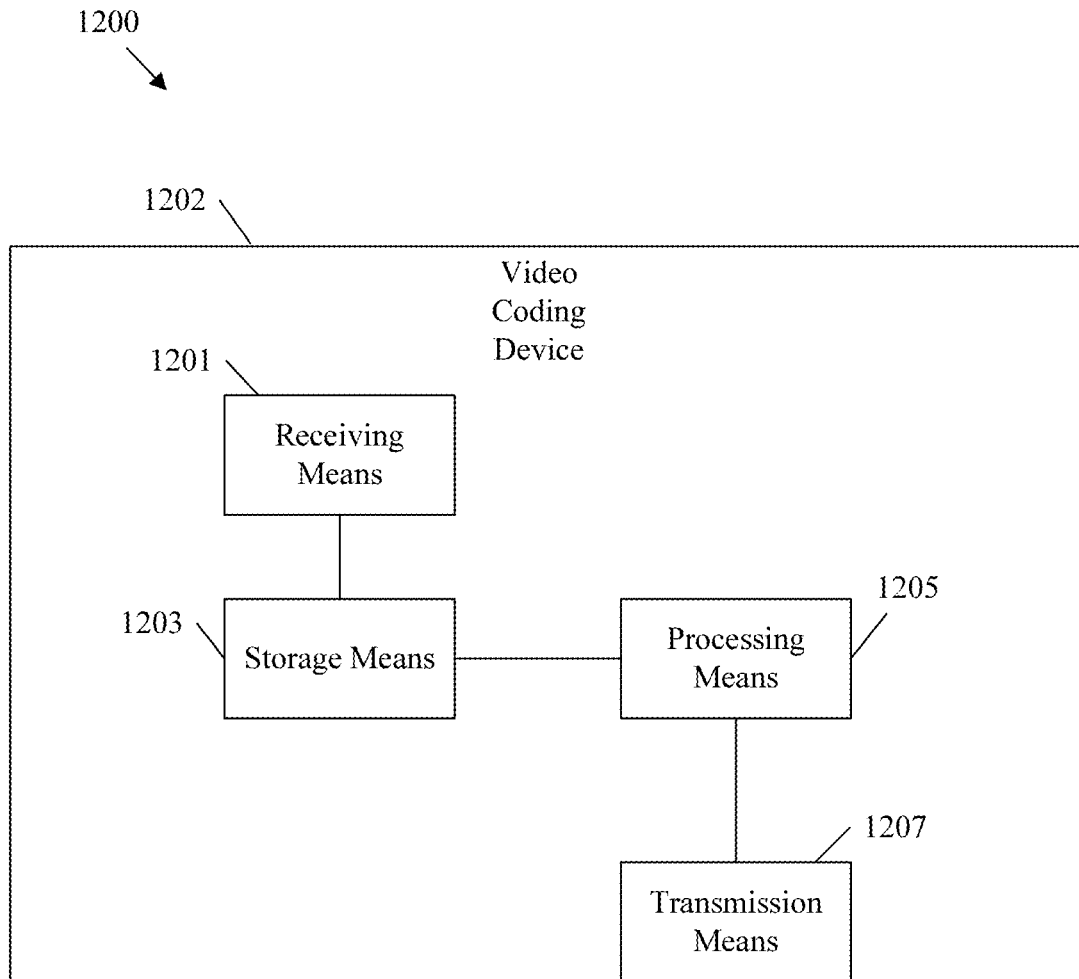 1200
1202
Video
Coding
Device
1201
Receiving
Means
1203
Storage Means
1205
Processing
Means
1207
Transmission
Means